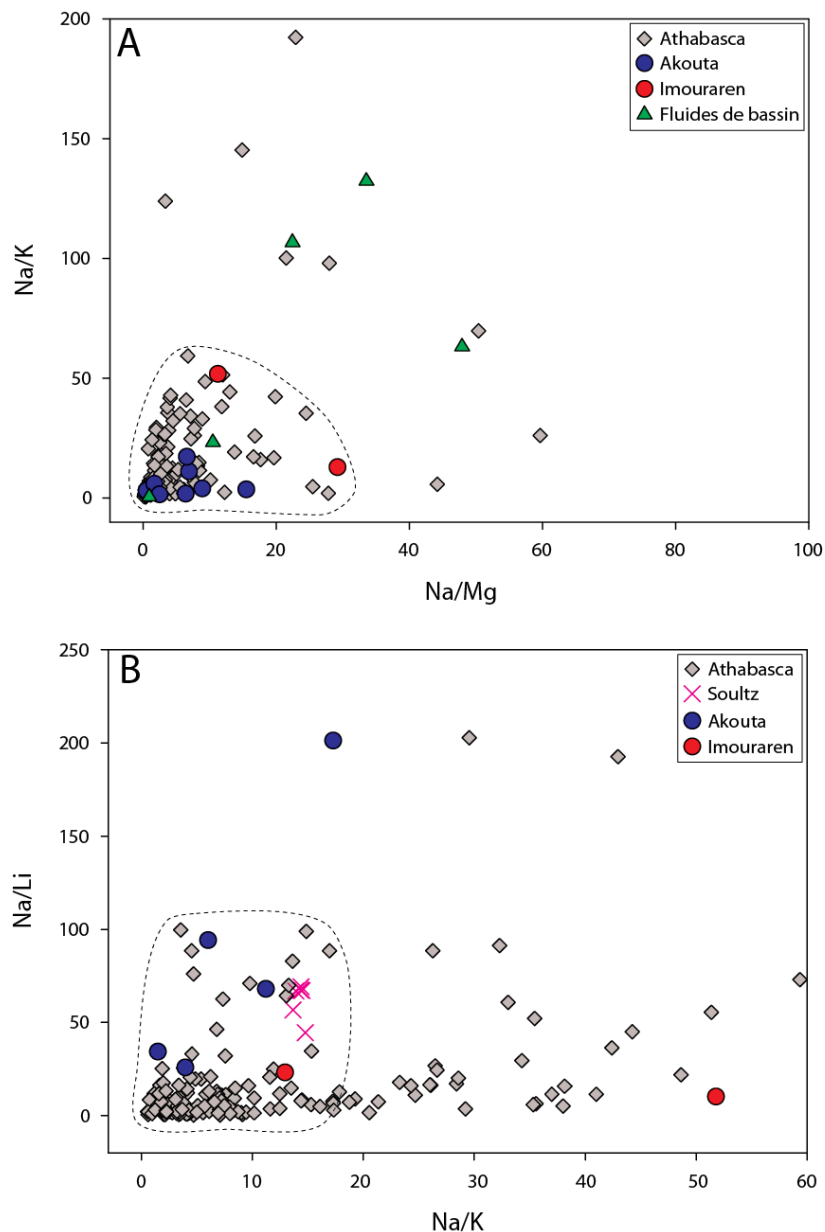 A
Athabasca
Akouta
Imouraren
Fluides de bassin
200
150
100
50
0
Na/K
0 20 40 60 80 100
Na/Mg
B
Athabasca
Soultz
Akouta
Imouraren
250
200
150
100
50
0
Na/Li
0 10 20 30 40 50 60
Na/K